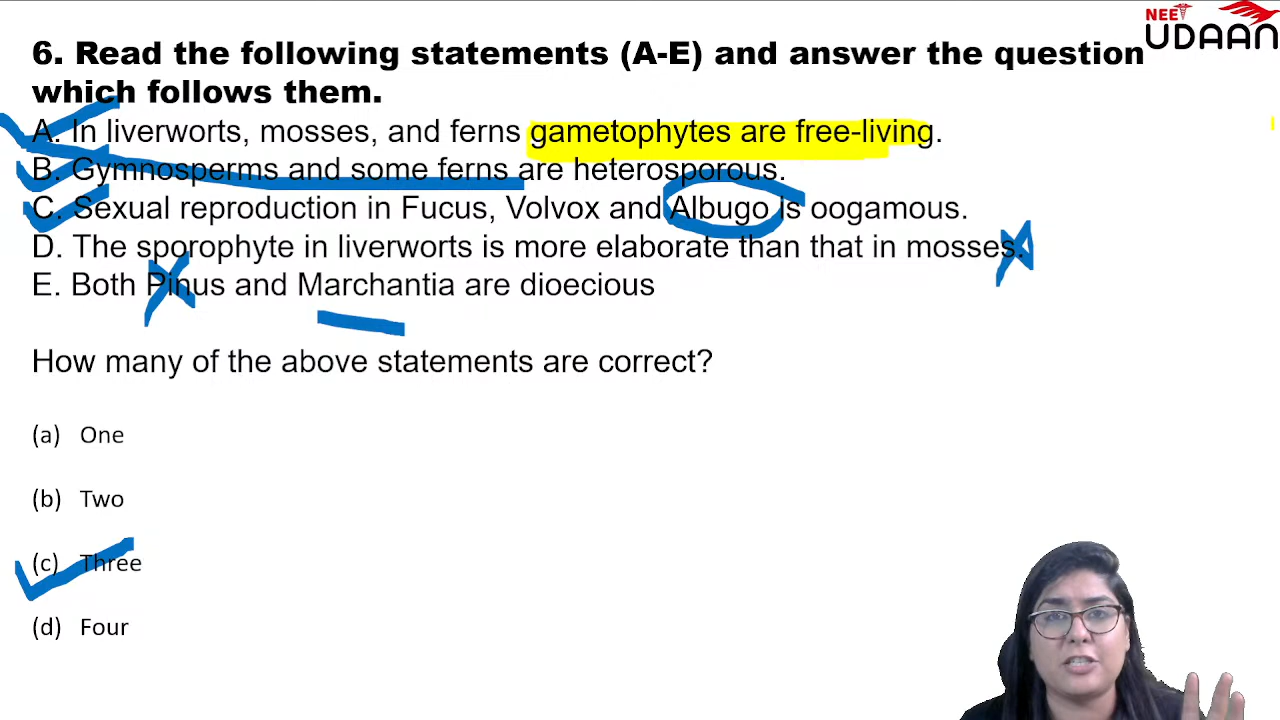 NEET
UDAAN
6. Read the following statements (A-E) and answer the question
which follows them.
A. In liverworts, mosses, and ferns gametophytes are free-living.
B. Gymnosperms and some ferns are heterosporous.
C. Sexual reproduction in Fucus, Volvox and Albugo is oogamous.
D. The sporophyte in liverworts is more elaborate than that in mosses.
E. Both Pinus and Marchantia are dioecious
How many of the above statements are correct?
(a) One
(b) Two
(c) Three
(d) Four